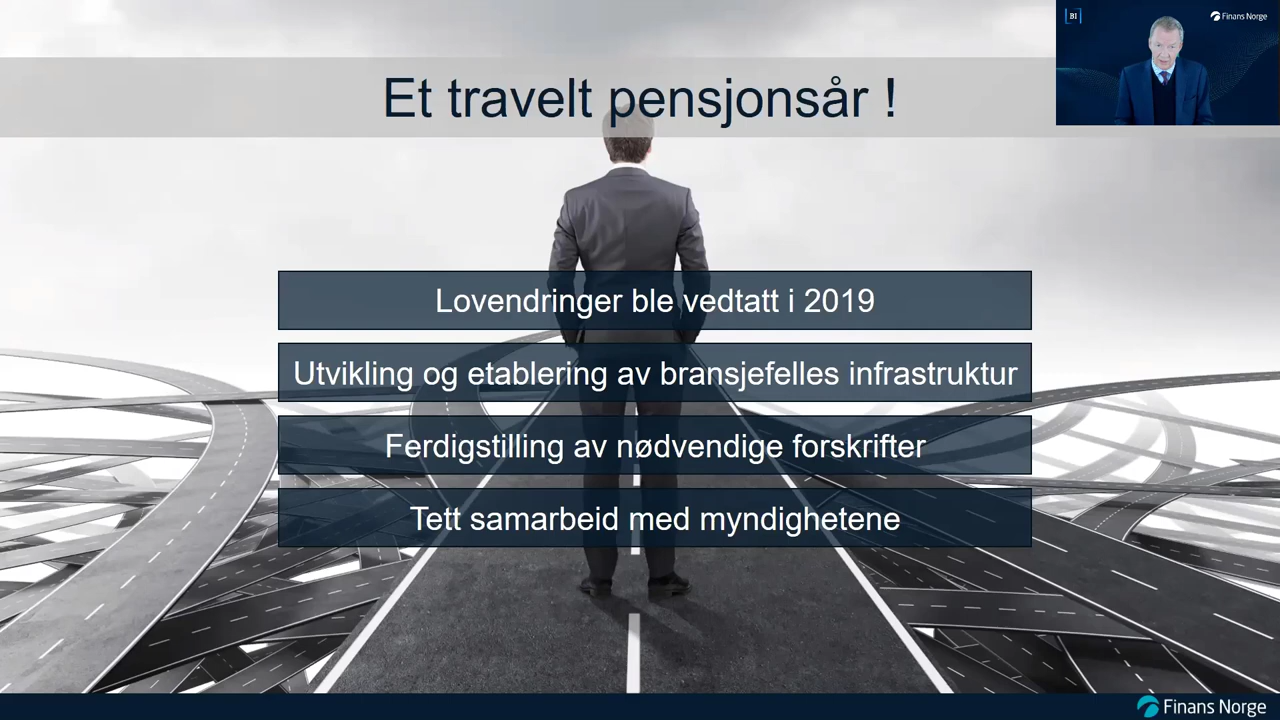 BI
Finans Norge
Et travelt pensjonsår !
Lovendringer ble vedtatt i 2019
Utvikling og etablering av bransjefelles infrastruktur
Ferdigstilling av nødvendige forskrifter
Tett samarbeid med myndighetene
Finans Norge